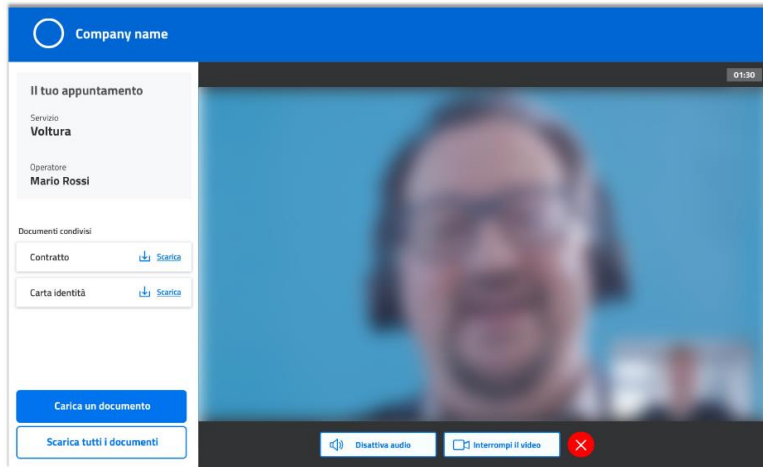 Company name
Il tuo appuntamento
Servizio
Voltura
Operatore
Mario Rossi
Documenti condivisi
Contratto
Scarica
Carta identità
Scarica
Carica un documento
Scarica tutti i documenti
01:30
Disattiva audio
Interrompi il video